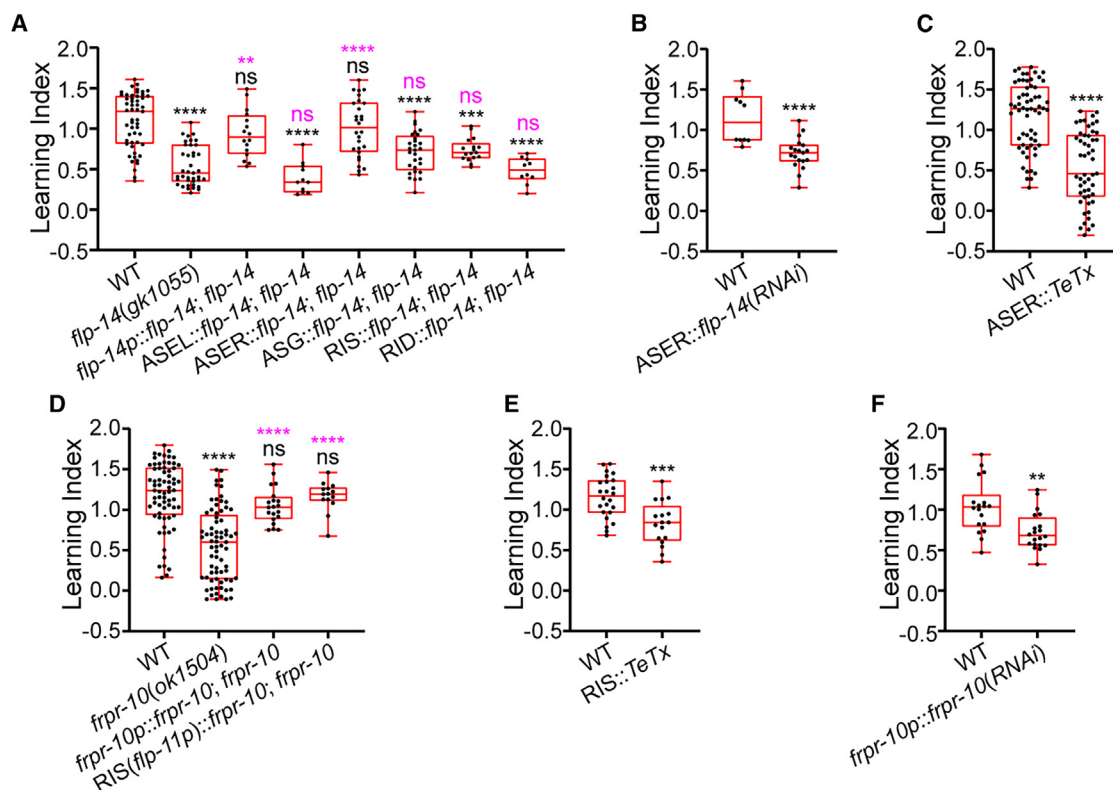 A
Learning Index
2.0
1.5
1.0
0.5
0.0
-0.5
****
**
ns
ns
****
****
ns
ns
****
ns
***
ns
****
WT
flp-14(gk1055)
flp-14p::flp-14; flp-14
ASEL::flp-14; flp-14
ASER::flp-14; flp-14
ASG::flp-14; flp-14
RIS::flp-14; flp-14
RID::flp-14; flp-14
B
Learning Index
2.0
1.5
1.0
0.5
0.0
-0.5
****
WT
ASER::flp-14(RNAi)
C
Learning Index
2.0
1.5
1.0
0.5
0.0
-0.5
****
WT
ASER::TeTx
D
Learning Index
2.0
1.5
1.0
0.5
0.0
-0.5
****
****
ns
****
ns
WT
frpr-10(ok1504)
frpr-10p::frpr-10; frpr-10
RIS(flp-11p)::frpr-10; frpr-10
E
Learning Index
2.0
1.5
1.0
0.5
0.0
-0.5
***
WT
RIS::TeTx
F
Learning Index
2.0
1.5
1.0
0.5
0.0
-0.5
**
WT
frpr-10p::frpr-10(RNAi)